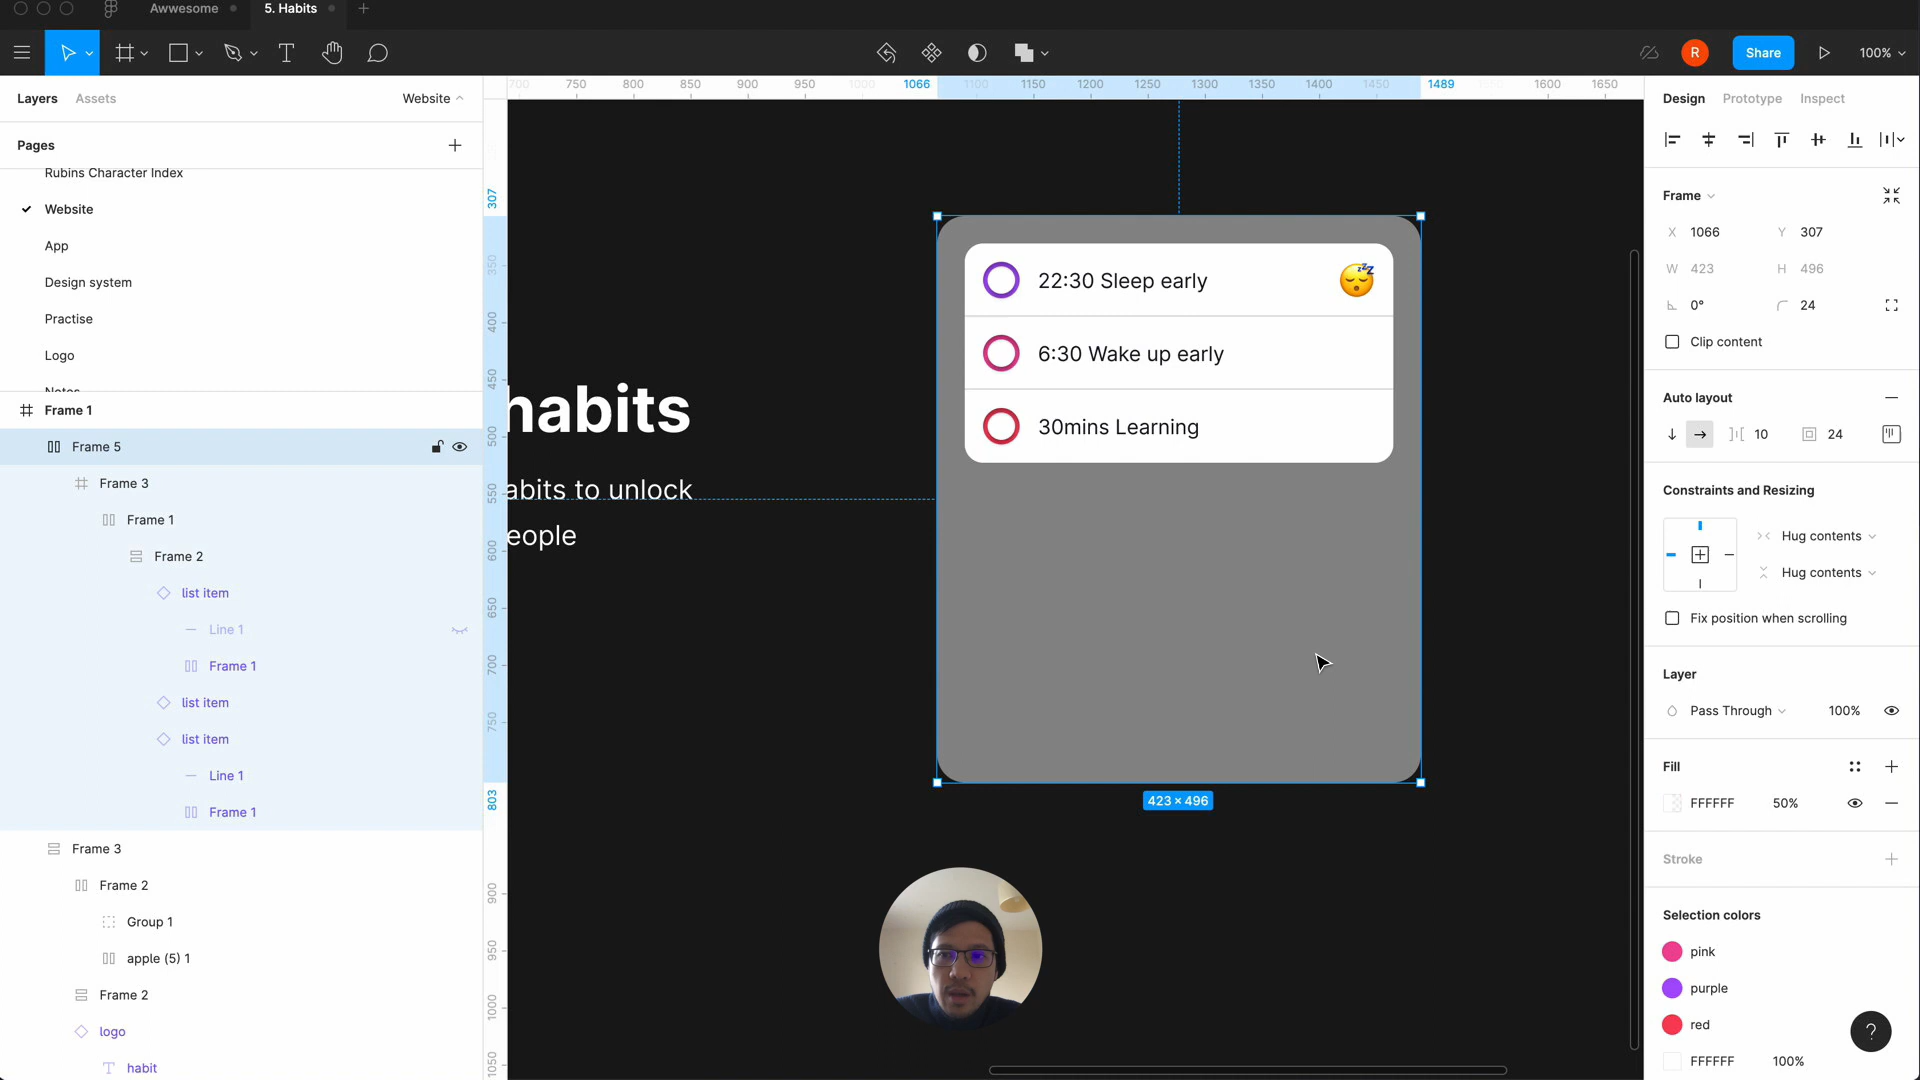 Awwesome
5. Habits
R
Share
100%
Layers
Assets
Website
Pages
Rubins Character Index
Website
App
Design system
Practise
Logo
Notes
Frame 1
Frame 5
Frame 3
Frame 1
Frame 2
list item
Line 1
Frame 1
list item
list item
Line 1
Frame 1
Frame 3
Frame 2
Group 1
apple (5) 1
Frame 2
logo
habit
700
750
800
850
900
950
1000
1066
1100
1150
1200
1250
1300
1350
1400
1450
1489
1600
1650
307
350
400
450
500
550
600
650
700
750
803
900
950
1000
1050
habits
abits to unlock
eople
22:30 Sleep early
6:30 Wake up early
30mins Learning
423 × 496
Design
Prototype
Inspect
Frame
X 1066
Y 307
W 423
H 496
0°
24
Clip content
Auto layout
10
24
Constraints and Resizing
Hug contents
Hug contents
Fix position when scrolling
Layer
Pass Through
100%
Fill
FFFFFF
50%
Stroke
Selection colors
pink
purple
red
FFFFFF
100%
?